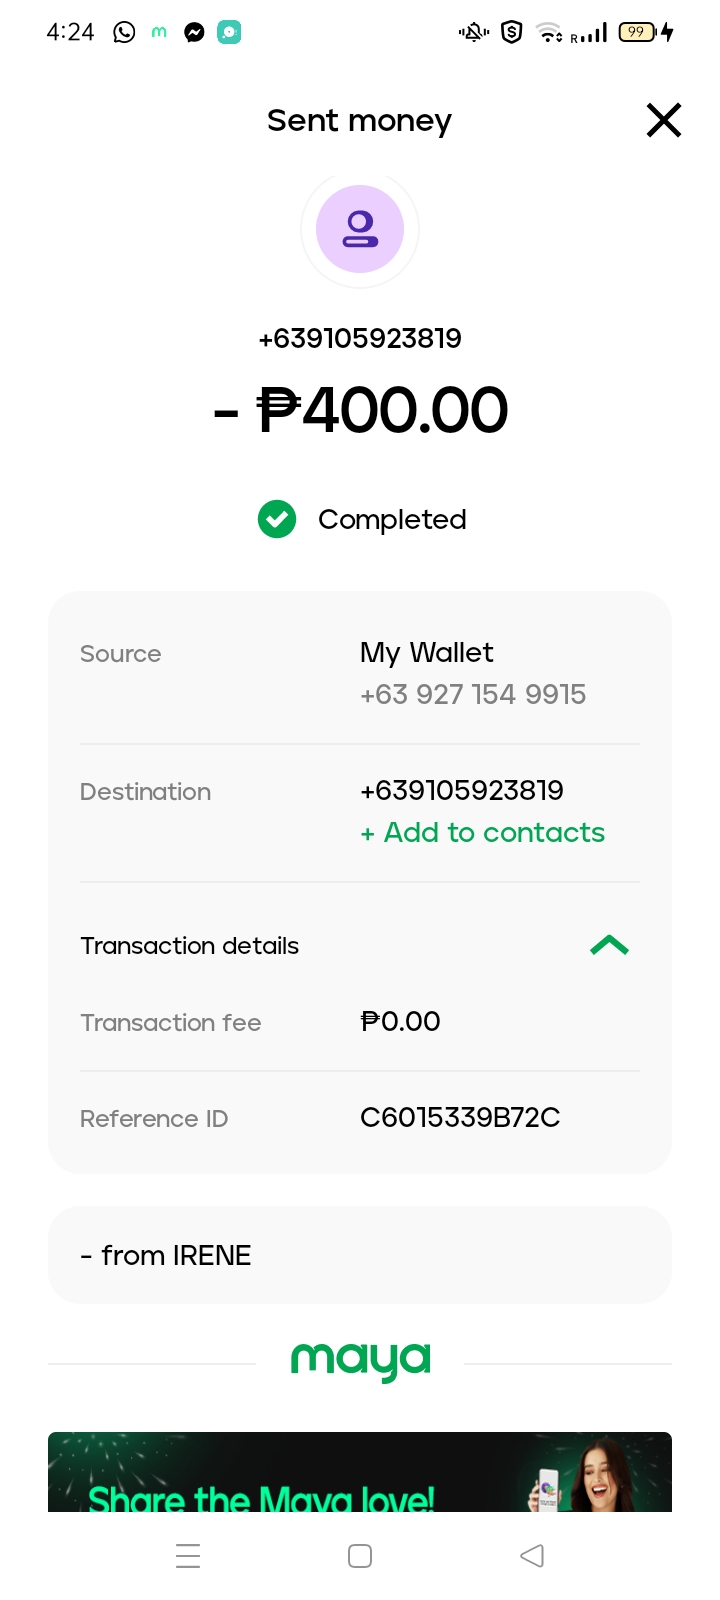 4:24
R
99
Sent money
+639105923819
- ₱400.00
Completed
Source
My Wallet
+63 927 154 9915
Destination
+639105923819
+ Add to contacts
Transaction details
Transaction fee
₱0.00
Reference ID
C6015339B72C
- from IRENE
maya
Share the Maya love!